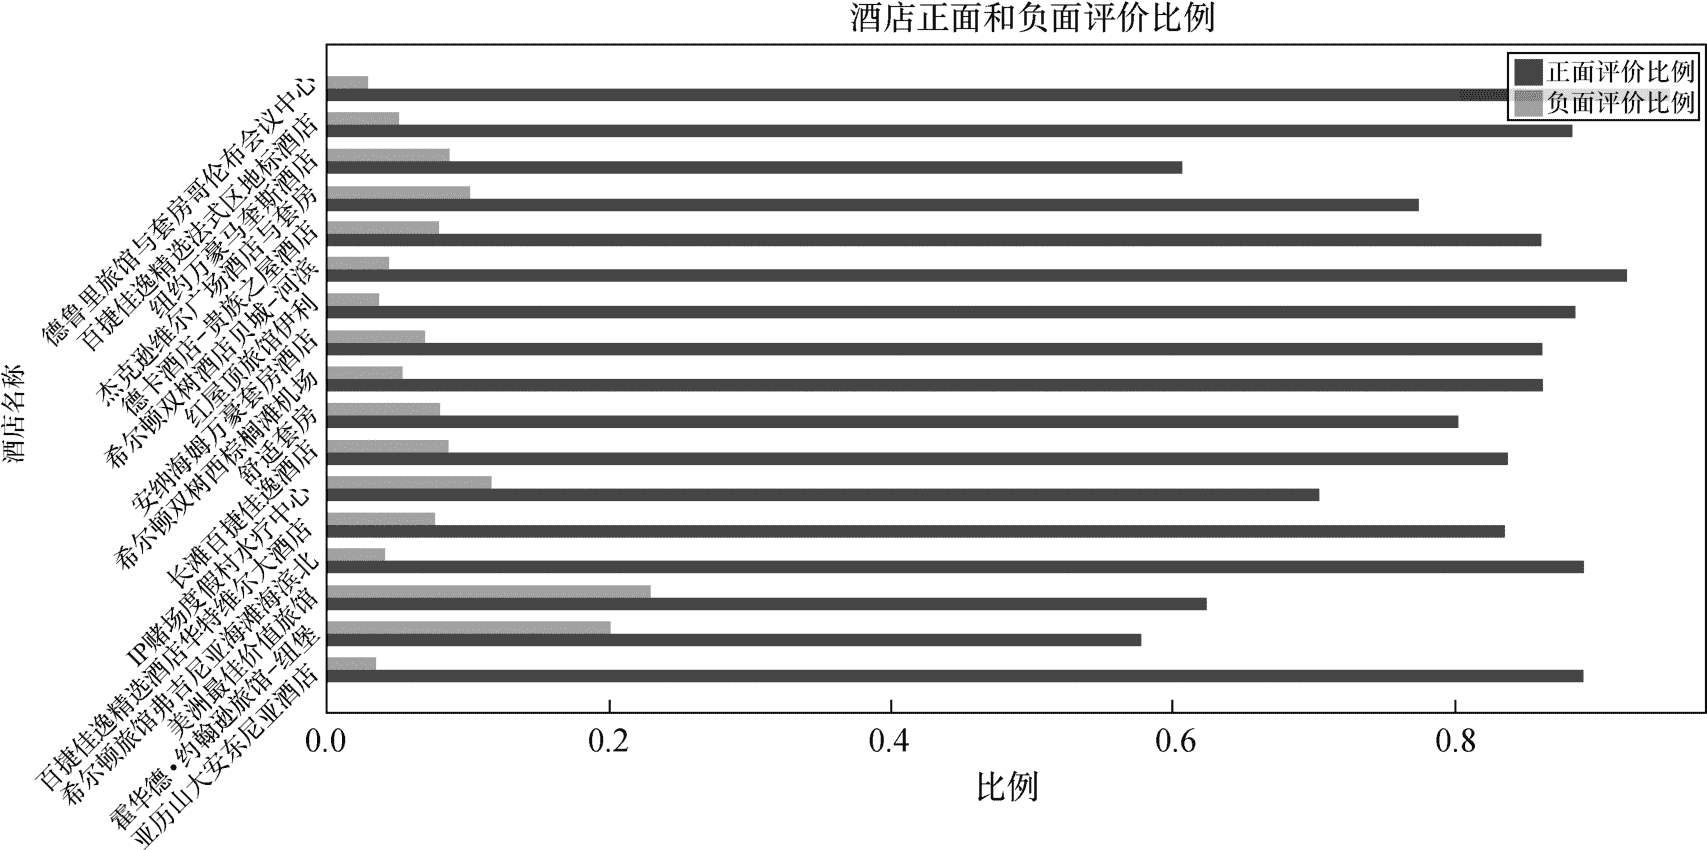 酒店正面和负面评价比例
正面评价比例
负面评价比例
酒店名称
德鲁里旅馆与套房哥伦布会议中心
百捷佳逸精选法式区地标酒店
纽约万豪马奎斯酒店
杰克逊维尔广场酒店与套房
德卡酒店-贵族之屋酒店
希尔顿双树酒店贝城-河滨
红屋顶旅馆伊利
安纳海姆万豪套房酒店
希尔顿双树西棕榈滩机场
舒适套房
长滩百捷佳逸酒店
IP赌场度假村水疗中心
百捷佳逸精选酒店华特维尔大酒店
希尔顿旅馆弗吉尼亚海滩海滨北
美洲最佳价值旅馆
霍华德·约翰逊旅馆-纽堡
亚历山大安东尼亚酒店
0.0 0.2 0.4 0.6 0.8
比例